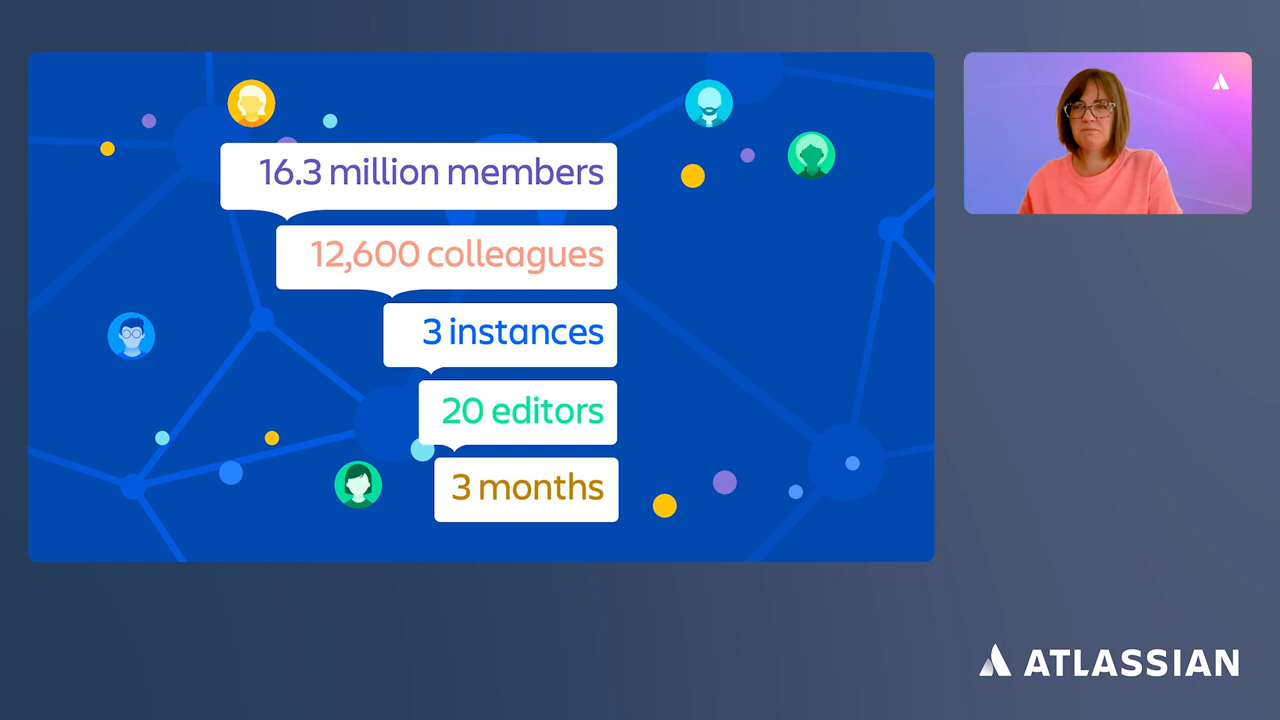 16.3 million members
12,600 colleagues
3 instances
20 editors
3 months
ATLASSIAN